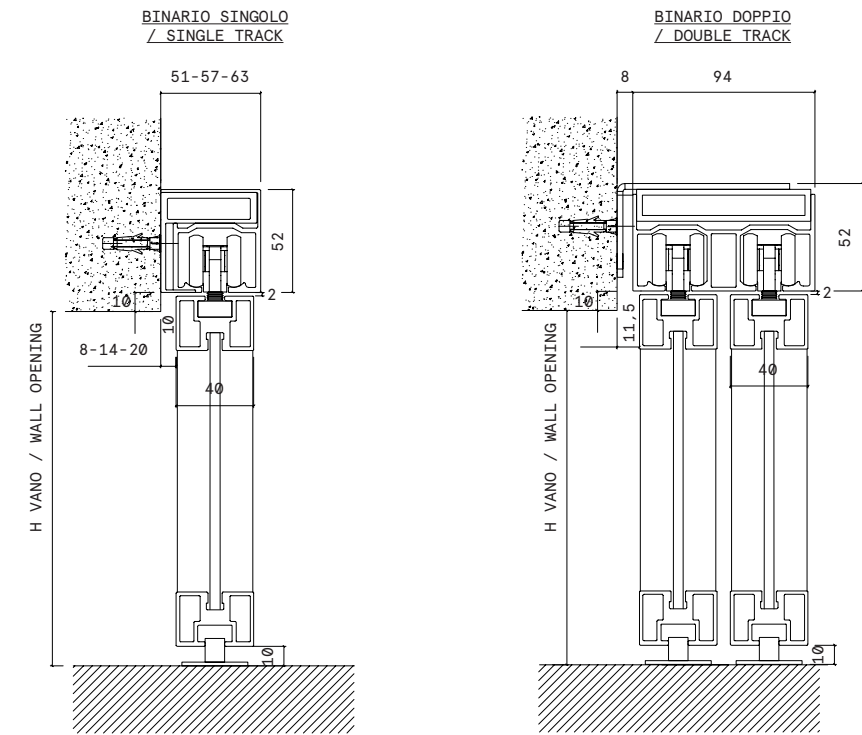 BINARIO SINGOLO
/ SINGLE TRACK
51-57-63
52
2
10
10
8-14-20
40
H VANO / WALL OPENING
10
BINARIO DOPPIO
/ DOUBLE TRACK
8
94
52
2
10
11,5
40
H VANO / WALL OPENING
10